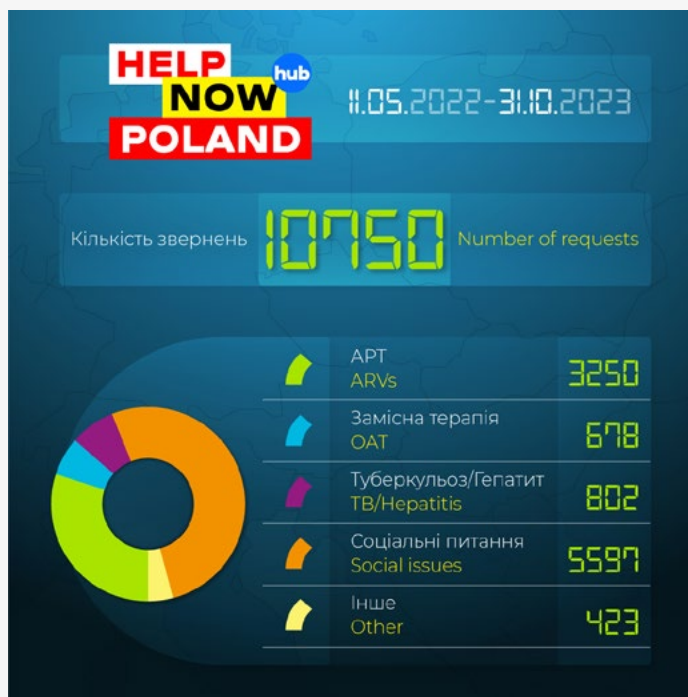 HELP
hub
NOW
POLAND
11.05.2022-31.10.2023
Кількість звернень 10750 Number of requests
АРТ
ARVs
3250
Замісна терапія
OAT
678
Туберкульоз/Гепатит
TB/Hepatitis
802
Соціальні питання
Social issues
5597
Інше
Other
423